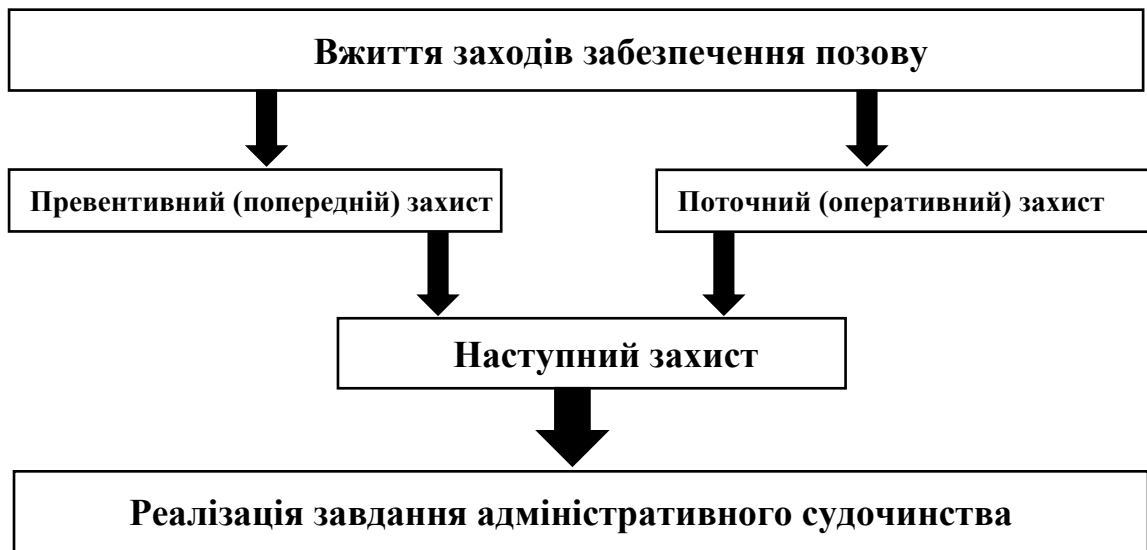 Вжиття заходів забезпечення позову
Превентивний (попередній) захист
Поточний (оперативний) захист
Наступний захист
Реалізація завдання адміністративного судочинства